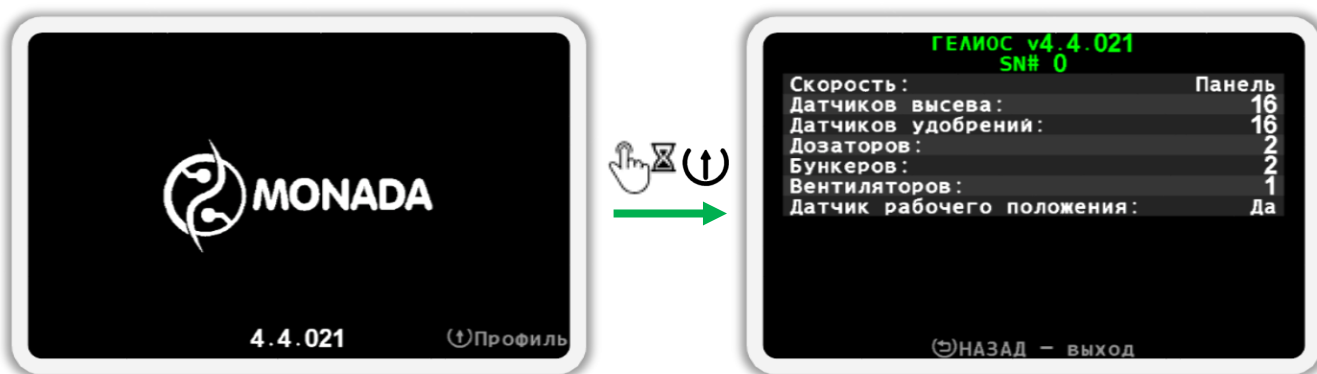 MONADA
4.4.021
Профиль
ГЕЛИОС v4.4.021
SN# 0
Скорость: Панель
Датчиков высева: 16
Датчиков удобрений: 16
Дозаторов: 2
Бункеров: 2
Вентиляторов: 1
Датчик рабочего положения: Да
НАЗАД – выход